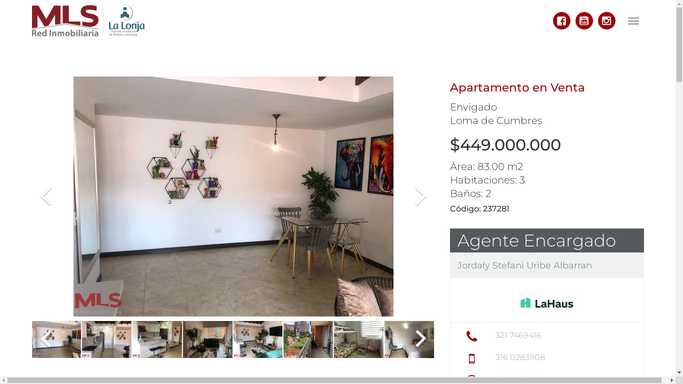 MLS
Red Inmobiliaria
La Lonja
Apartamento en Venta
Envigado
Loma de Cumbres
$449.000.000
Área: 83.00 m2
Habitaciones: 3
Baños: 2
Código: 237281
MLS
Agente Encargado
Jordaly Stefani Uribe Albarran
LaHaus
321 7469416
316 0283908